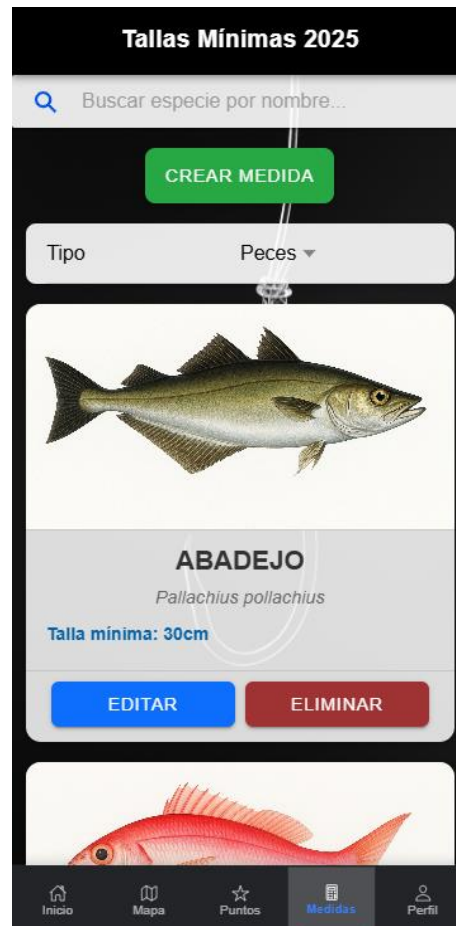 Tallas Mínimas 2025
Buscar especie por nombre...
CREAR MEDIDA
Tipo Peces
ABADEJO
Pallachius pollachius
Talla mínima: 30cm
EDITAR ELIMINAR
Inicio Mapa Puntos Medidas Perfil